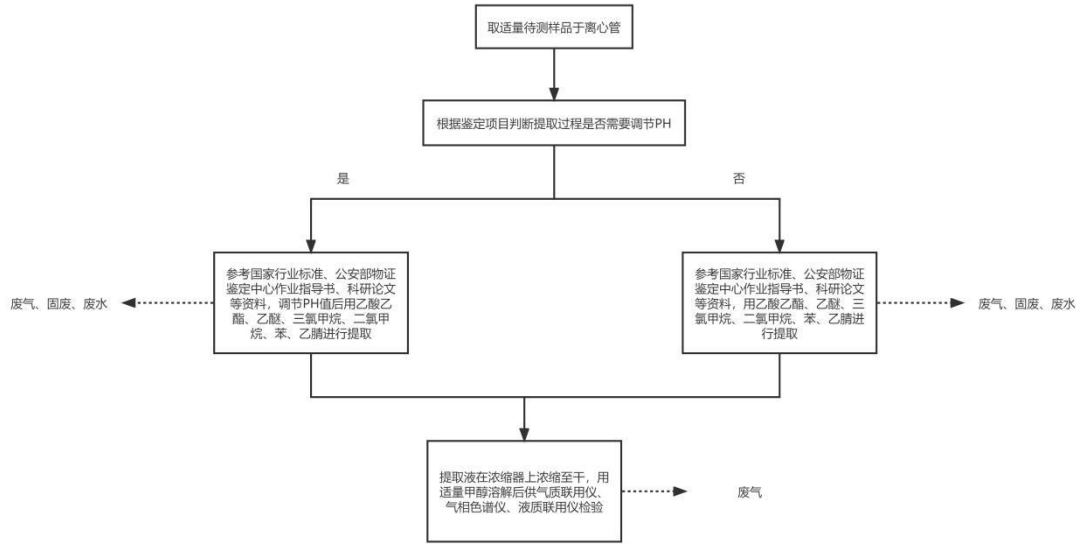 取适量待测样品于离心管
根据鉴定项目判断提取过程是否需要调节PH
是
否
参考国家行业标准、公安部物证
鉴定中心作业指导书、科研论文
等资料，调节PH值后用乙酸乙
酯、乙醚、三氯甲烷、二氯甲
烷、苯、乙腈进行提取
参考国家行业标准、公安部物证
鉴定中心作业指导书、科研论文
等资料，用乙酸乙酯、乙醚、三
氯甲烷、二氯甲烷、苯、乙腈进
行提取
废气、固废、废水
废气、固废、废水
提取液在浓缩器上浓缩至干，用
适量甲醇溶解后供气质联用仪、
气相色谱仪、液质联用仪检验
废气